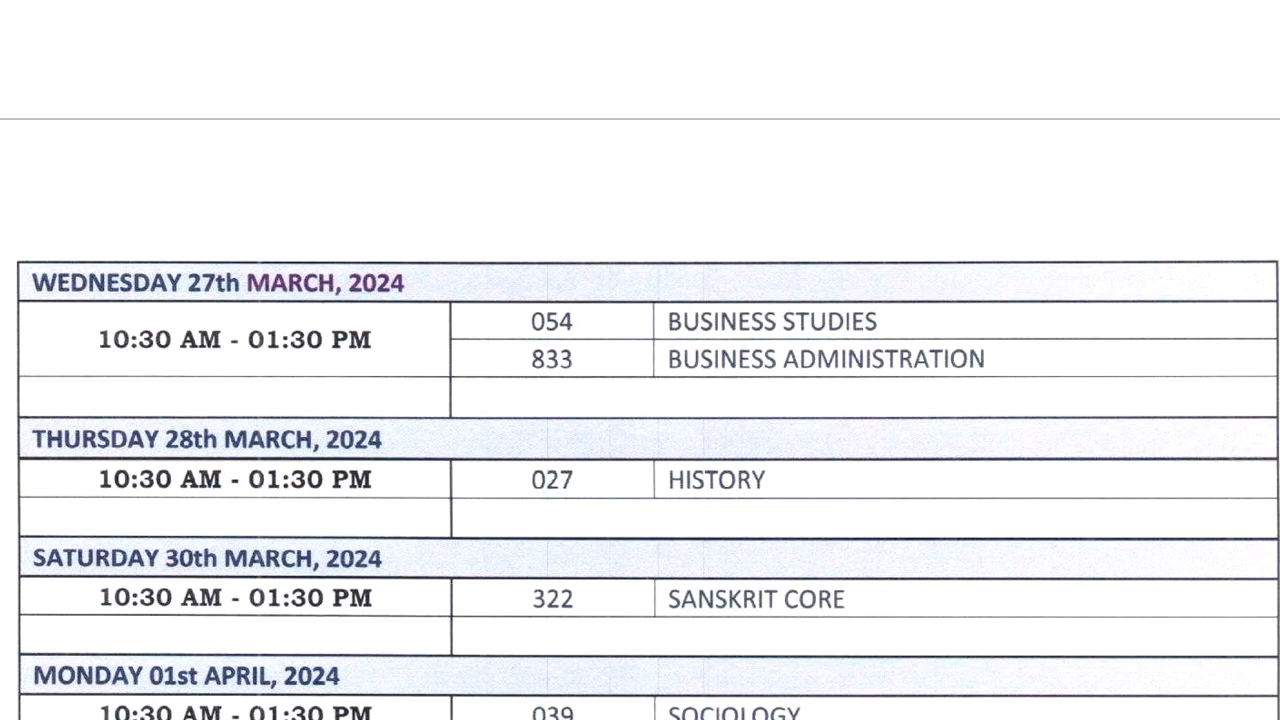 WEDNESDAY 27th MARCH, 2024
10:30 AM - 01:30 PM
054 BUSINESS STUDIES
833 BUSINESS ADMINISTRATION
THURSDAY 28th MARCH, 2024
10:30 AM - 01:30 PM 027 HISTORY
SATURDAY 30th MARCH, 2024
10:30 AM - 01:30 PM 322 SANSKRIT CORE
MONDAY 01st APRIL, 2024
10:30 AM - 01:30 PM 039 SOCIOLOGY